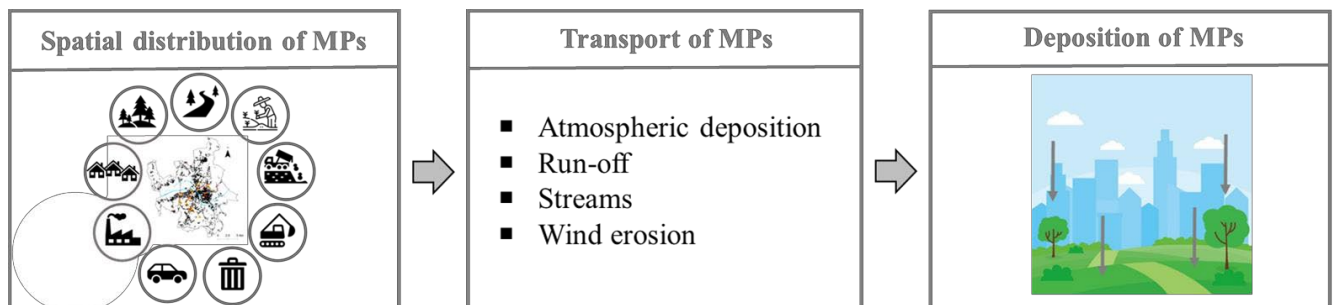 Spatial distribution of MPs
Transport of MPs
Deposition of MPs
Atmospheric deposition
Run-off
Streams
Wind erosion